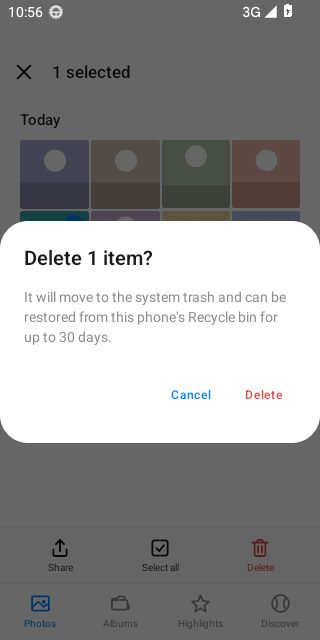 10:56
3G
1 selected
Today
Delete 1 item?
It will move to the system trash and can be
restored from this phone's Recycle bin for
up to 30 days.
Cancel
Delete
Share
Select all
Delete
Photos
Albums
Highlights
Discover